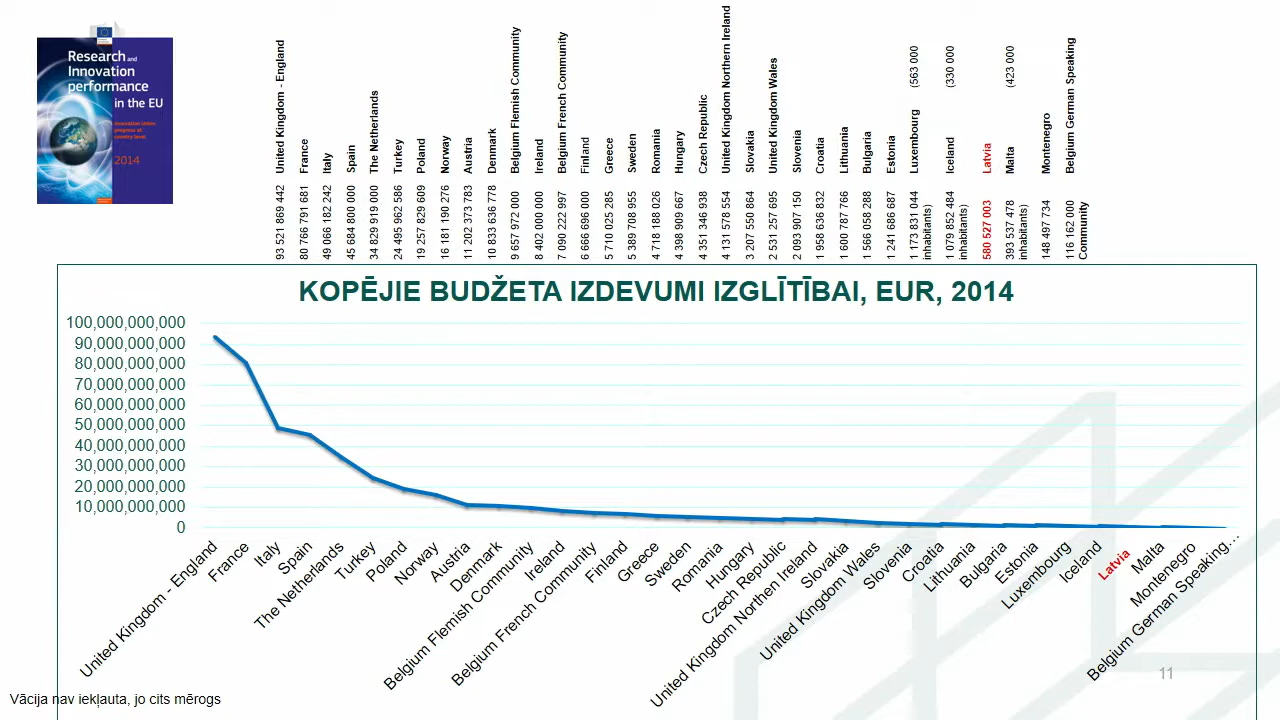 Research and
Innovation
performance
in the EU
Innovation Union
progress at
country level
2014
93 521 869 442 United Kingdom - England
80 766 791 681 France
49 066 182 242 Italy
45 684 800 000 Spain
34 829 919 000 The Netherlands
24 495 962 586 Turkey
19 257 829 609 Poland
16 181 190 276 Norway
11 202 373 783 Austria
10 833 636 778 Denmark
9 657 972 000 Belgium Flemish Community
8 402 000 000 Ireland
7 090 222 997 Belgium French Community
6 666 696 000 Finland
5 710 025 285 Greece
5 389 708 955 Sweden
4 718 188 026 Romania
4 398 909 667 Hungary
4 351 346 938 Czech Republic
4 131 578 554 United Kingdom Northern Ireland
3 207 550 864 Slovakia
2 531 257 695 United Kingdom Wales
2 093 907 150 Slovenia
1 958 636 832 Croatia
1 600 787 766 Lithuania
1 566 058 288 Bulgaria
1 241 686 687 Estonia
1 173 831 044 Luxembourg (563 000
inhabitants)
1 079 852 484 Iceland (330 000
inhabitants)
580 527 003 Latvia
393 537 478 Malta (423 000
inhabitants)
148 497 734 Montenegro
116 162 000 Belgium German Speaking
Community
KOPĒJIE BUDŽETA IZDEVUMI IZGLĪTĪBAI, EUR, 2014
100,000,000,000
90,000,000,000
80,000,000,000
70,000,000,000
60,000,000,000
50,000,000,000
40,000,000,000
30,000,000,000
20,000,000,000
10,000,000,000
0
United Kingdom - England
France
Italy
Spain
The Netherlands
Turkey
Poland
Norway
Austria
Denmark
Belgium Flemish Community
Ireland
Belgium French Community
Finland
Greece
Sweden
Romania
Hungary
Czech Republic
United Kingdom Northen Ireland
Slovakia
United Kingdom Wales
Slovenia
Croatia
Lithuania
Bulgaria
Estonia
Luxembourg
Iceland
Latvia
Malta
Montenegro
Belgium German Speaking...
11
Vācija nav iekļauta, jo cits mērogs